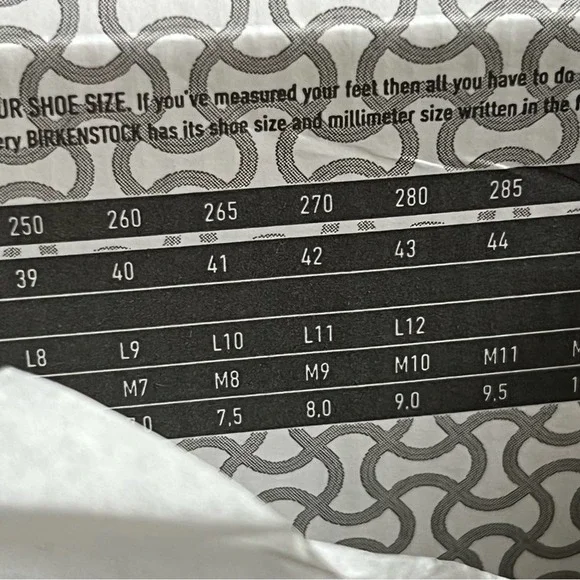 UR SHOE SIZE. If you've measured your feet then all you have to do
ery BIRKENSTOCK has its shoe size and millimeter size written in the
250 260 265 270 280 285
39 40 41 42 43 44
L8 L9 L10 L11 L12
M7 M8 M9 M10 M11
7,5 8,0 9,0 9,5